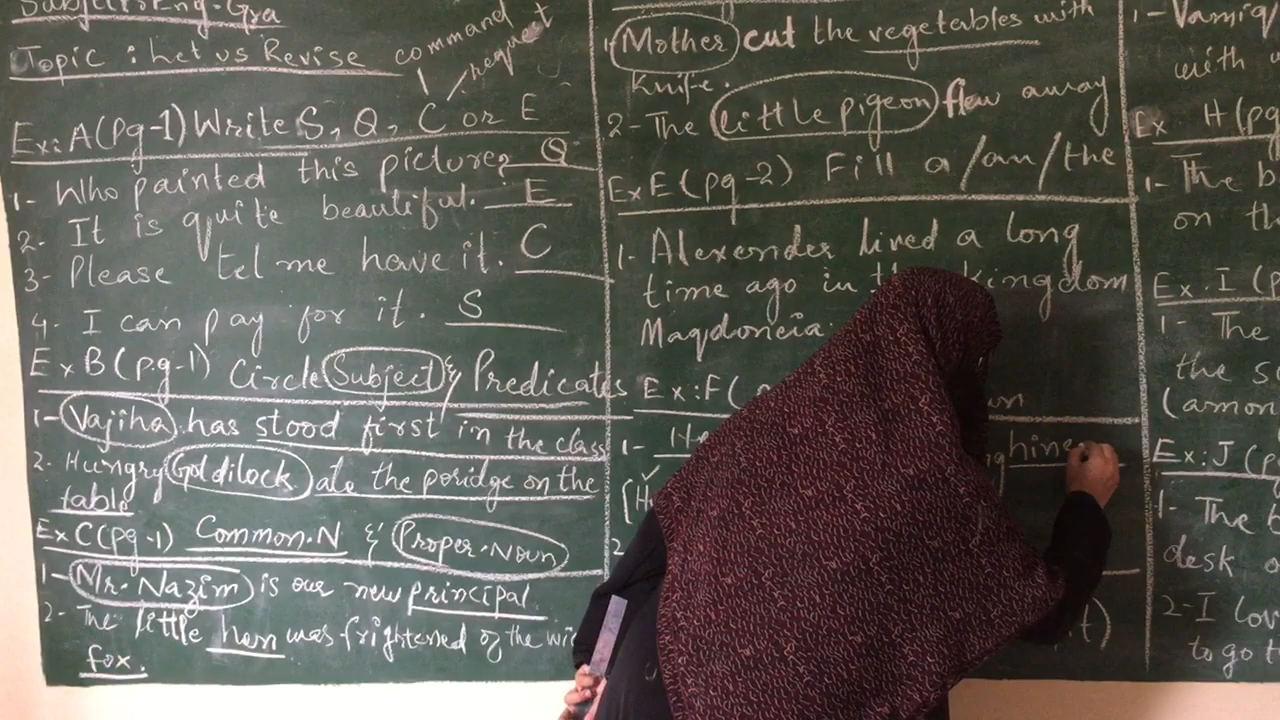 Subject: Eng. Gra
Topic : Let us Revise
command
request
Ex: A (Pg-1) Write S, Q, C or E
1- Who painted this picture? Q
2- It is quite beautiful. E
3- Please tel me have it. C
4- I can pay for it. S
Ex B (pg-1) Circle Subject & Predicates
1- Vajiha has stood first in the class
2. Hungry Goldilock ate the poridge on the
table
Ex C (pg-1) Common.N & Proper.Noun
1- Mr. Nazim is our new principal
2- The little hen was frightened of the
fox.
1 Mother cut the vegetables with
Knife.
2- The little pigeon flew away
Ex E (pg-2) Fill a/an/the
1- Alexender lived a long
time ago in kingdom
Maqdoneia.
Ex: F (
1-
2
1- Vamiq
with
Ex H (pg
1- The b
on th
Ex. I (p
1- The
the s
(amon
Ex: J (p
1- The
desk
2- I lov
to go t